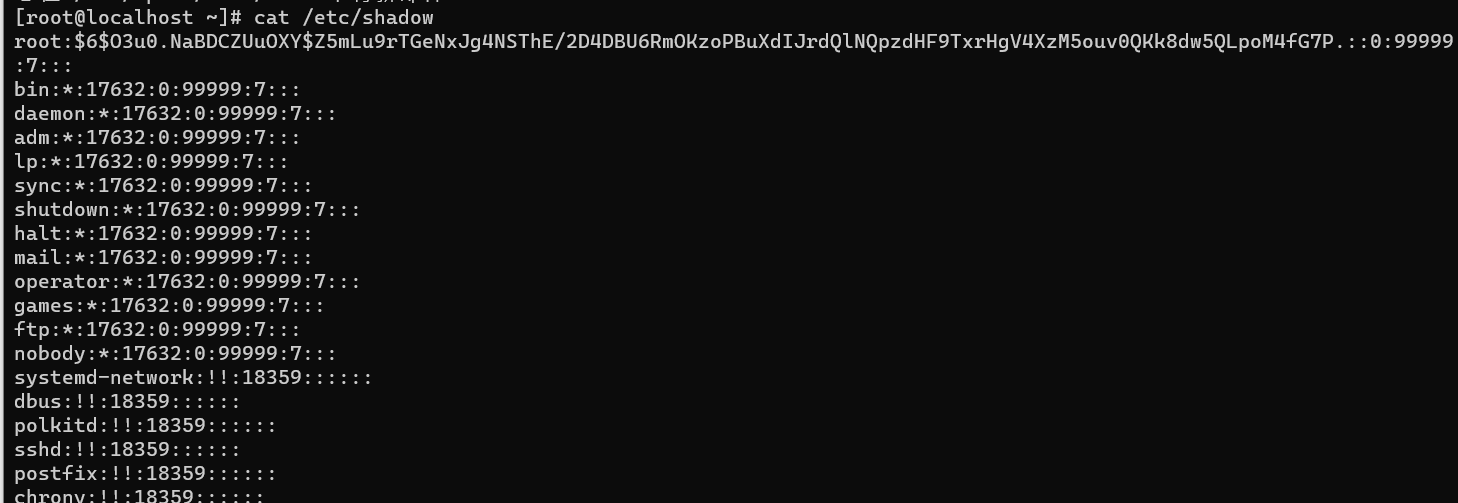 [root@localhost ~]# cat /etc/shadow
root:$6$O3u0.NaBDCZUuOXY$Z5mLu9rTGeNxJg4NSThE/2D4DBU6RmOKzoPBuXdIJrdQlNQpzdHF9TxrHgV4XzM5ouv0QKk8dw5QLpoM4fG7P.::0:99999
:7:::
bin:*:17632:0:99999:7:::
daemon:*:17632:0:99999:7:::
adm:*:17632:0:99999:7:::
lp:*:17632:0:99999:7:::
sync:*:17632:0:99999:7:::
shutdown:*:17632:0:99999:7:::
halt:*:17632:0:99999:7:::
mail:*:17632:0:99999:7:::
operator:*:17632:0:99999:7:::
games:*:17632:0:99999:7:::
ftp:*:17632:0:99999:7:::
nobody:*:17632:0:99999:7:::
systemd-network:!!:18359::::::
dbus:!!:18359::::::
polkitd:!!:18359::::::
sshd:!!:18359::::::
postfix:!!:18359::::::
chrony:!!:18359::::::